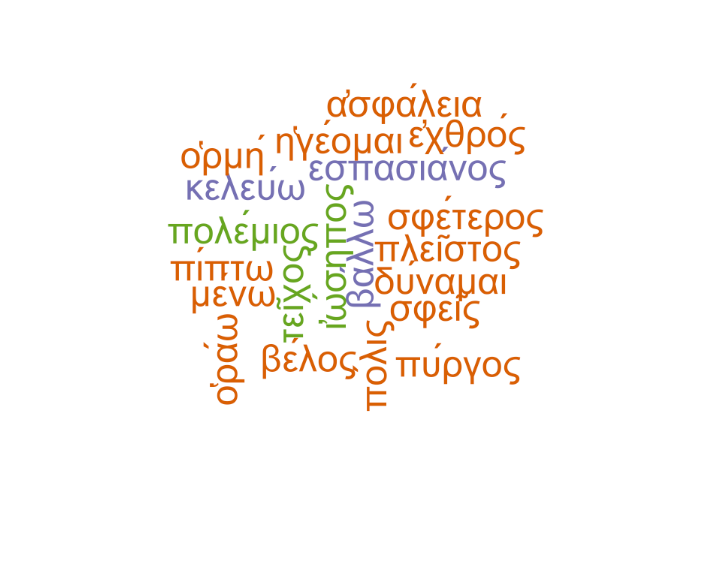 ἀσφάλεια
ἡγέομαι
ἐχθρός
ὁρμή
εσπασιάνος
κελεύω
σφέτερος
πολέμιος
πλεῖστος
πίπτω
δύναμαι
μένω
σφεῖς
τεῖχος
ἰώσηπος
βάλλω
ὁράω
βέλος
πόλις
πύργος